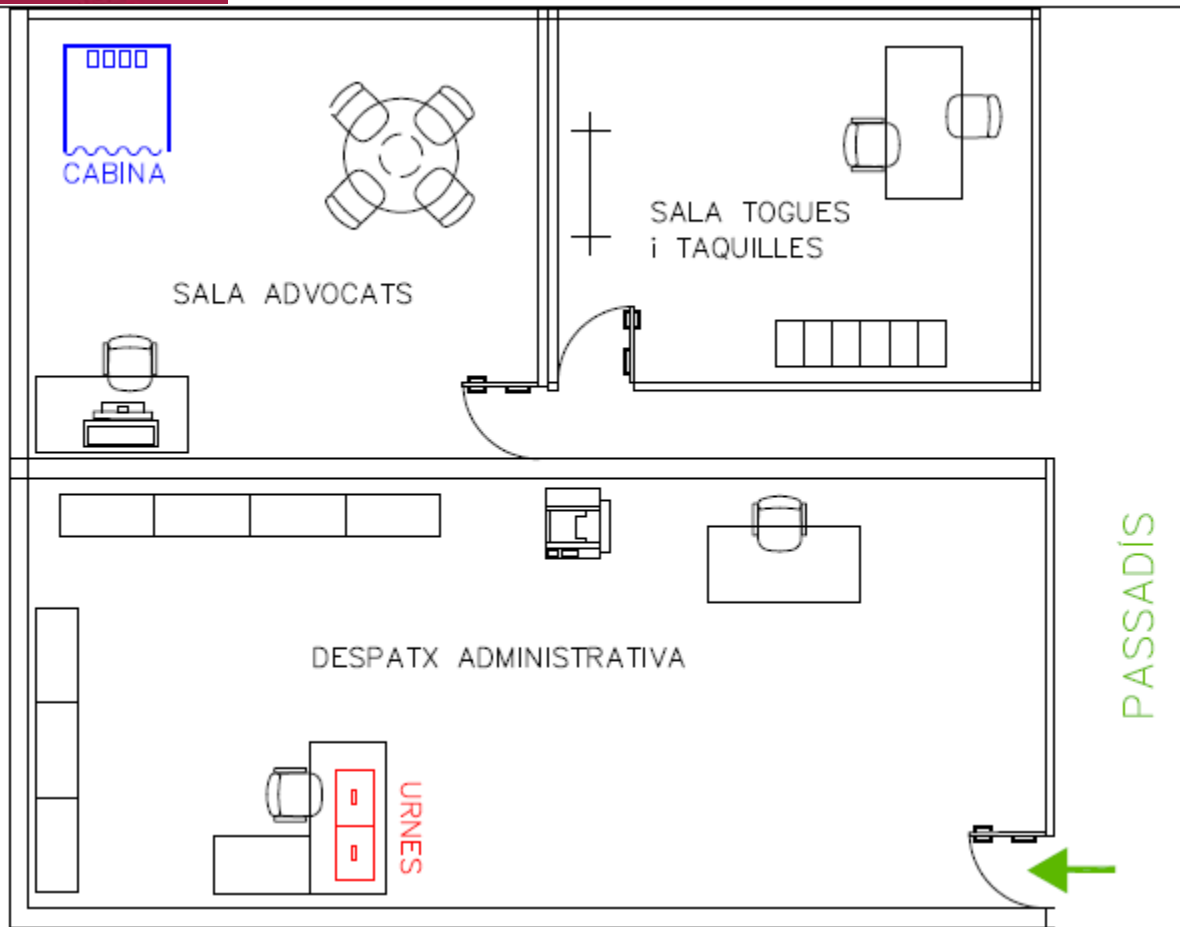 CABINA
SALA TOGUES
i TAQUILLES
SALA ADVOCATS
PASSADÍS
DESPATX ADMINISTRATIVA
URNES